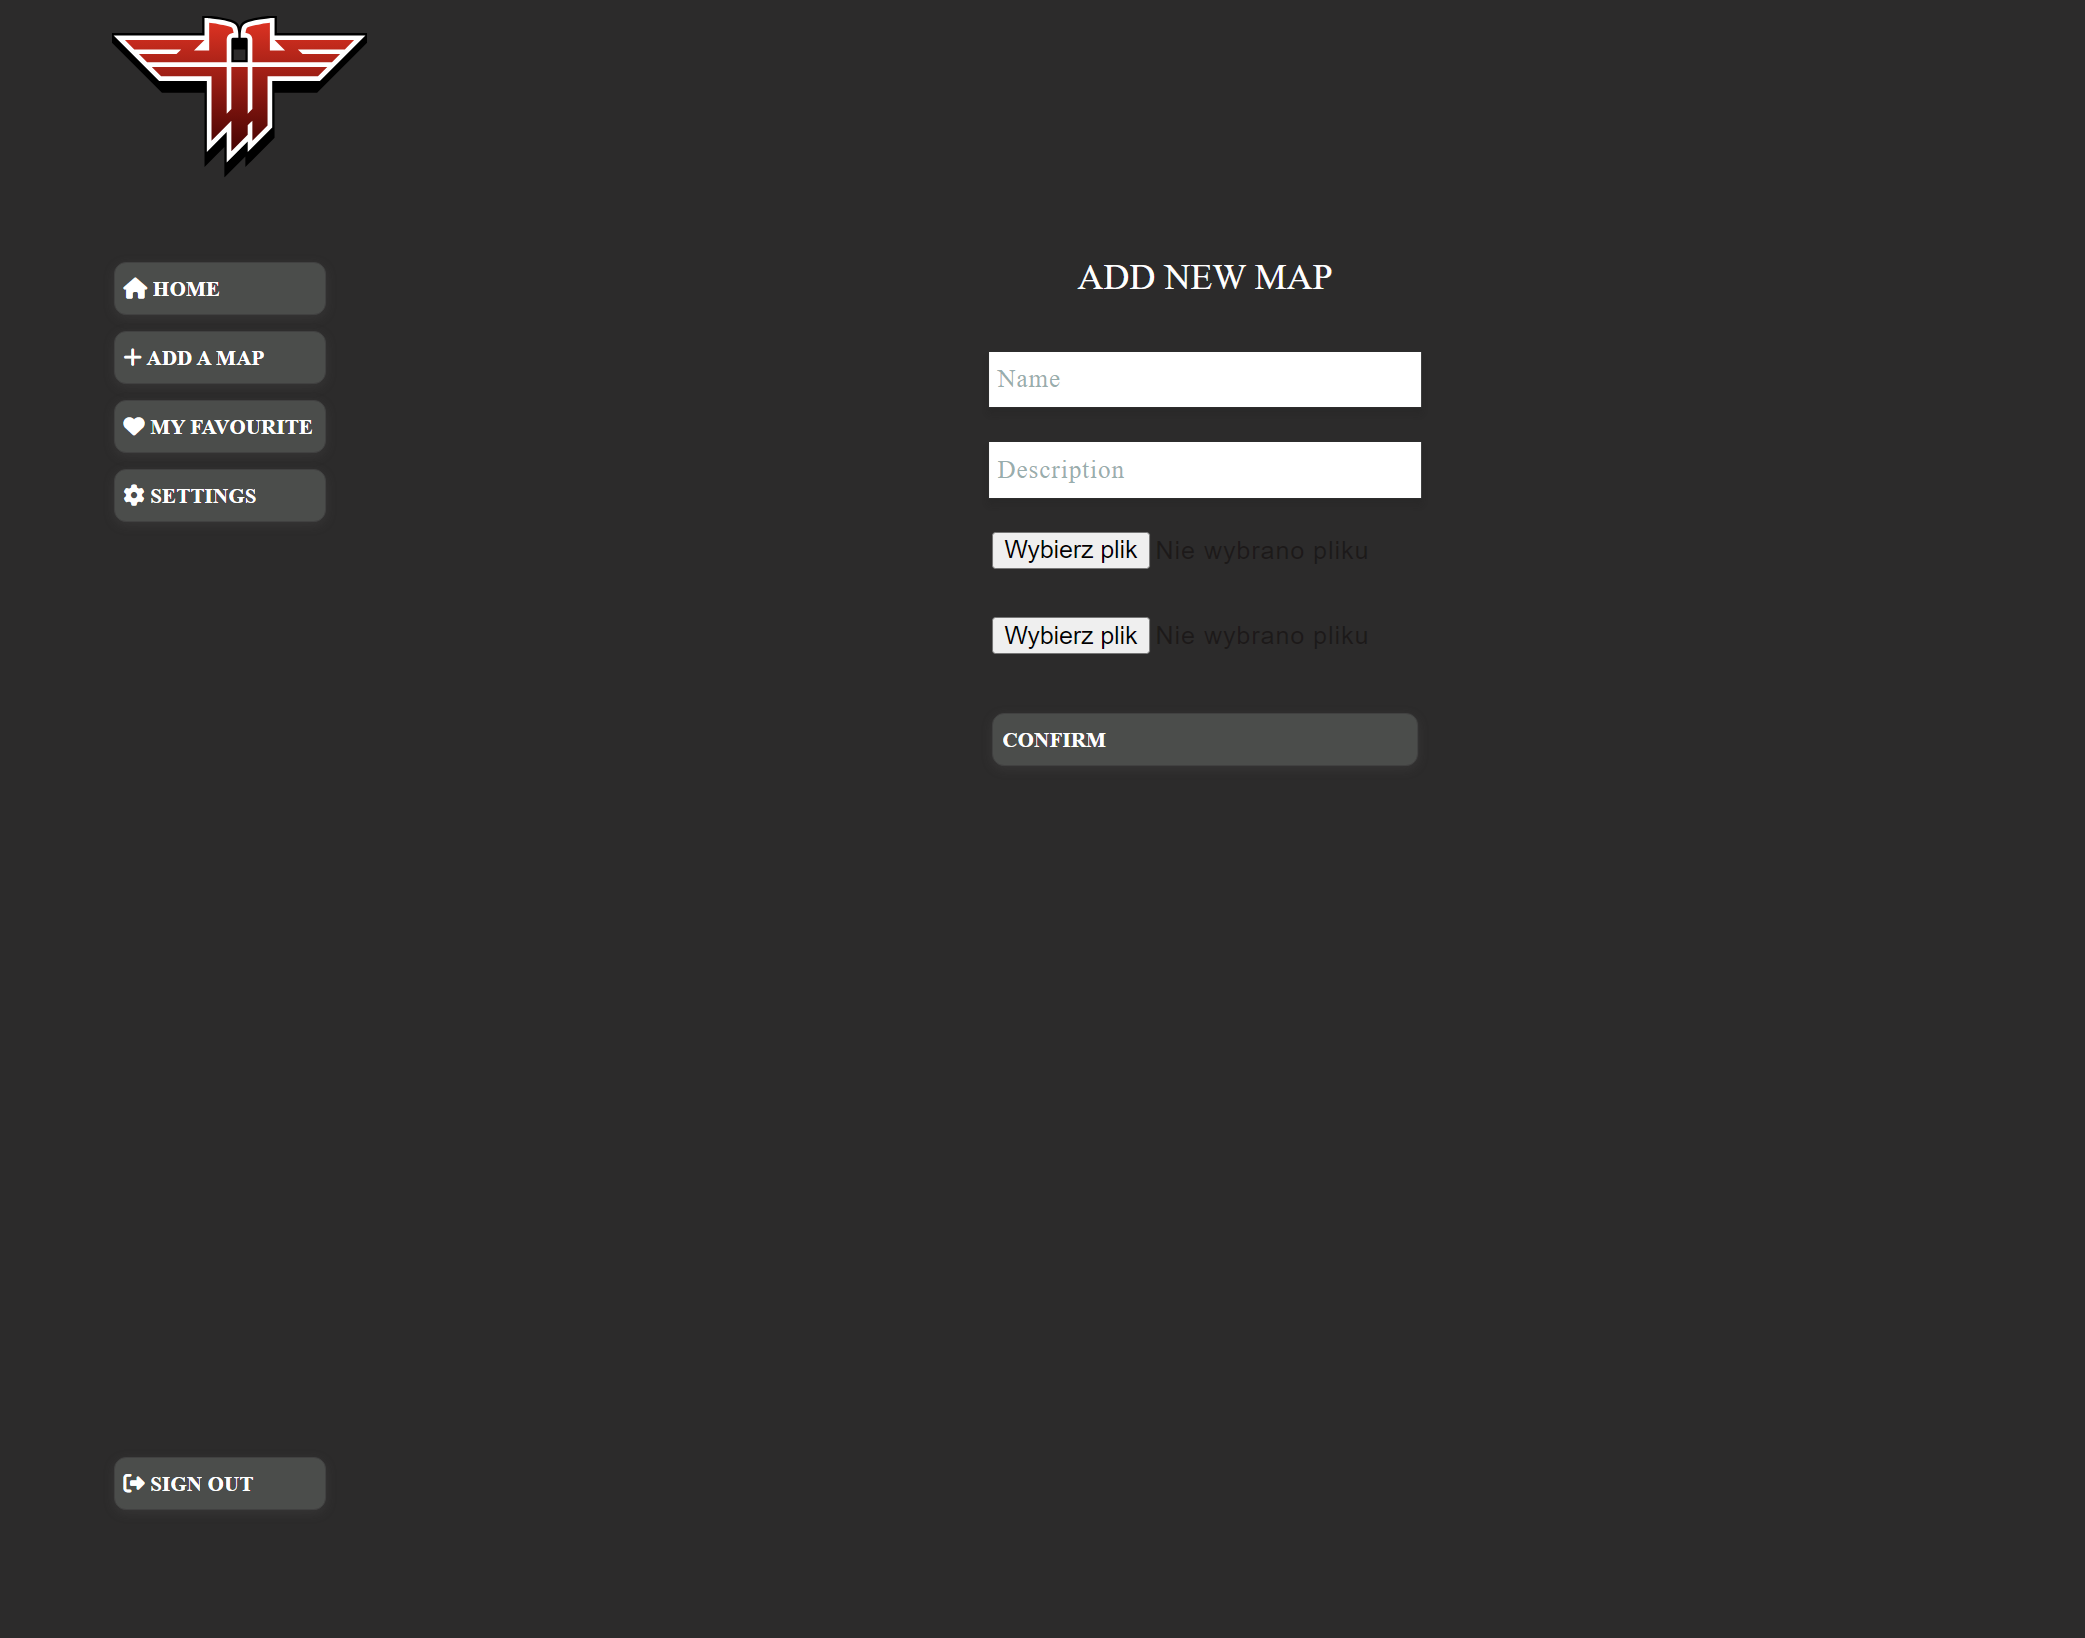 HOME
ADD A MAP
MY FAVOURITE
SETTINGS
SIGN OUT
ADD NEW MAP
Name
Description
Wybierz plik Nie wybrano pliku
Wybierz plik Nie wybrano pliku
CONFIRM